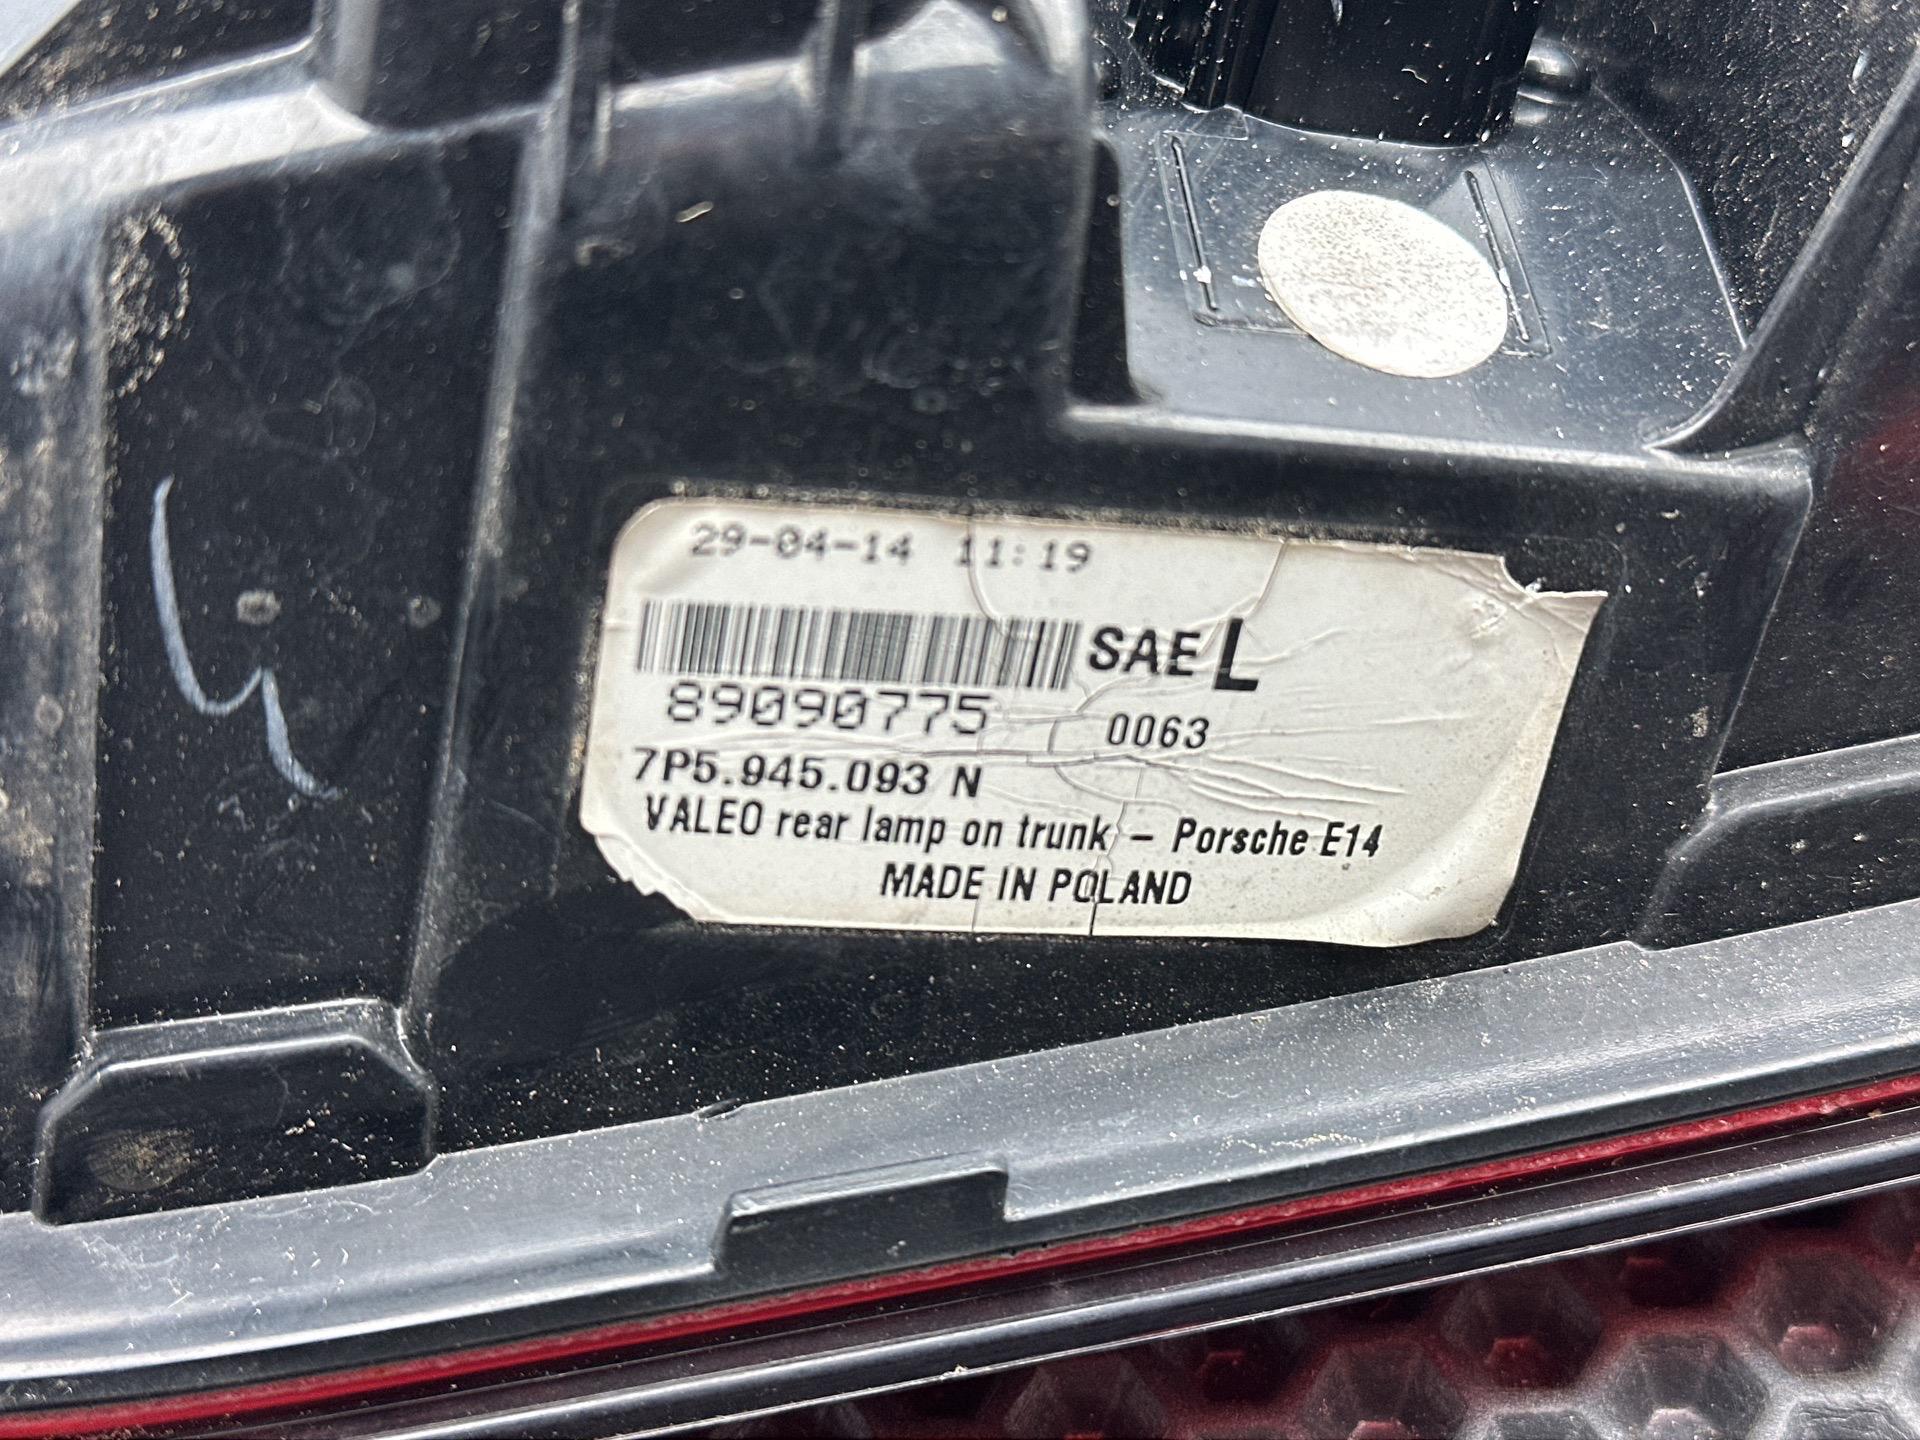 29-04-14 11:19
SAE L
89090775 0063
7P5.945.093 N
VALEO rear lamp on trunk - Porsche E14
MADE IN POLAND